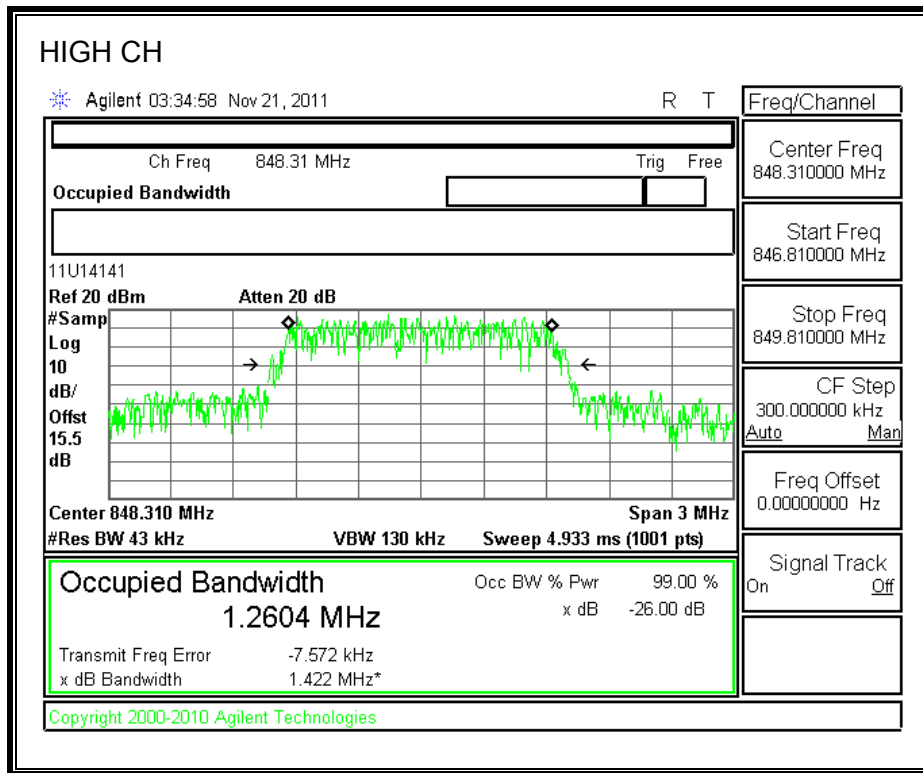 HIGH CH
Agilent 03:34:58 Nov 21, 2011 R T
Freq/Channel
Ch Freq 848.31 MHz Trig Free
Occupied Bandwidth
Center Freq
848.310000 MHz
Start Freq
846.810000 MHz
Stop Freq
849.810000 MHz
CF Step
300.000000 kHz
Auto Man
Freq Offset
0.00000000 Hz
Signal Track
On Off
11U14141
Ref 20 dBm Atten 20 dB
#Samp
Log
10
dB/
Offst
15.5
dB
Center 848.310 MHz Span 3 MHz
#Res BW 43 kHz VBW 130 kHz Sweep 4.933 ms (1001 pts)
Occupied Bandwidth Occ BW % Pwr 99.00 %
1.2604 MHz x dB -26.00 dB
Transmit Freq Error -7.572 kHz
x dB Bandwidth 1.422 MHz*
Copyright 2000-2010 Agilent Technologies